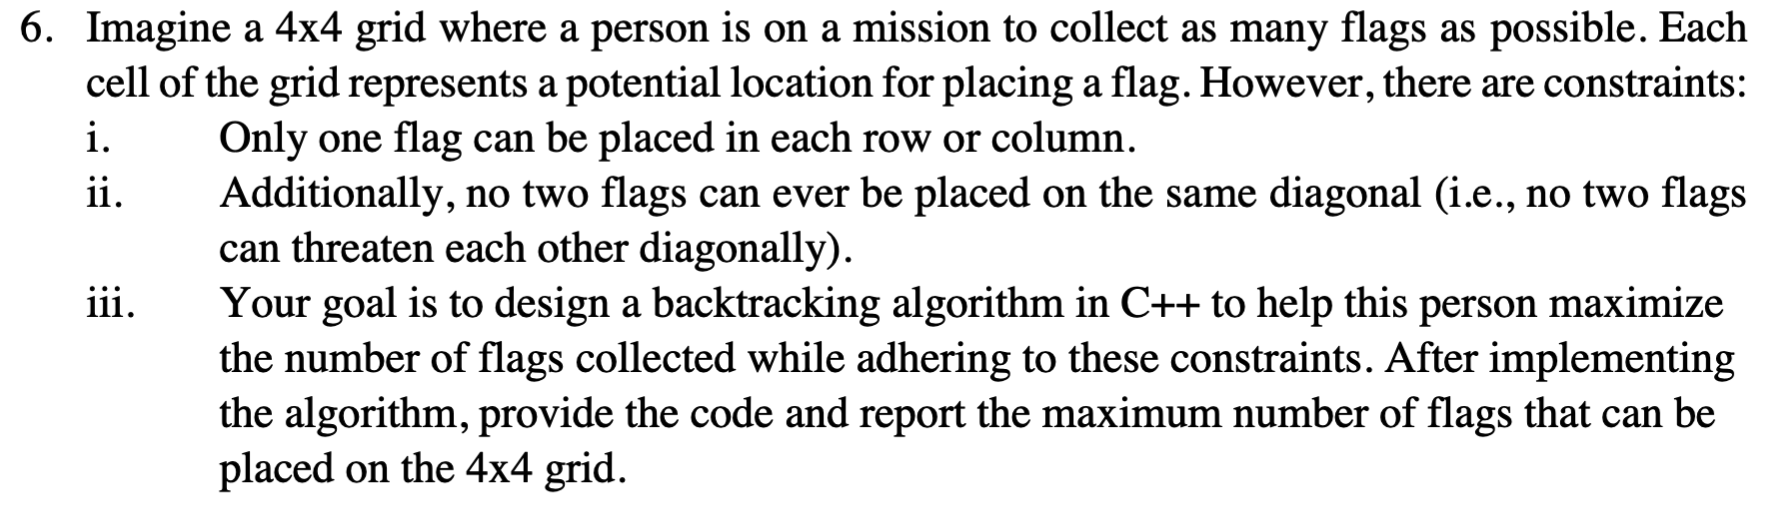 6. Imagine a 4x4 grid where a person is on a mission to collect as many flags as possible. Each
cell of the grid represents a potential location for placing a flag. However, there are constraints:
i. Only one flag can be placed in each row or column.
ii. Additionally, no two flags can ever be placed on the same diagonal (i.e., no two flags
can threaten each other diagonally).
iii. Your goal is to design a backtracking algorithm in C++ to help this person maximize
the number of flags collected while adhering to these constraints. After implementing
the algorithm, provide the code and report the maximum number of flags that can be
placed on the 4x4 grid.